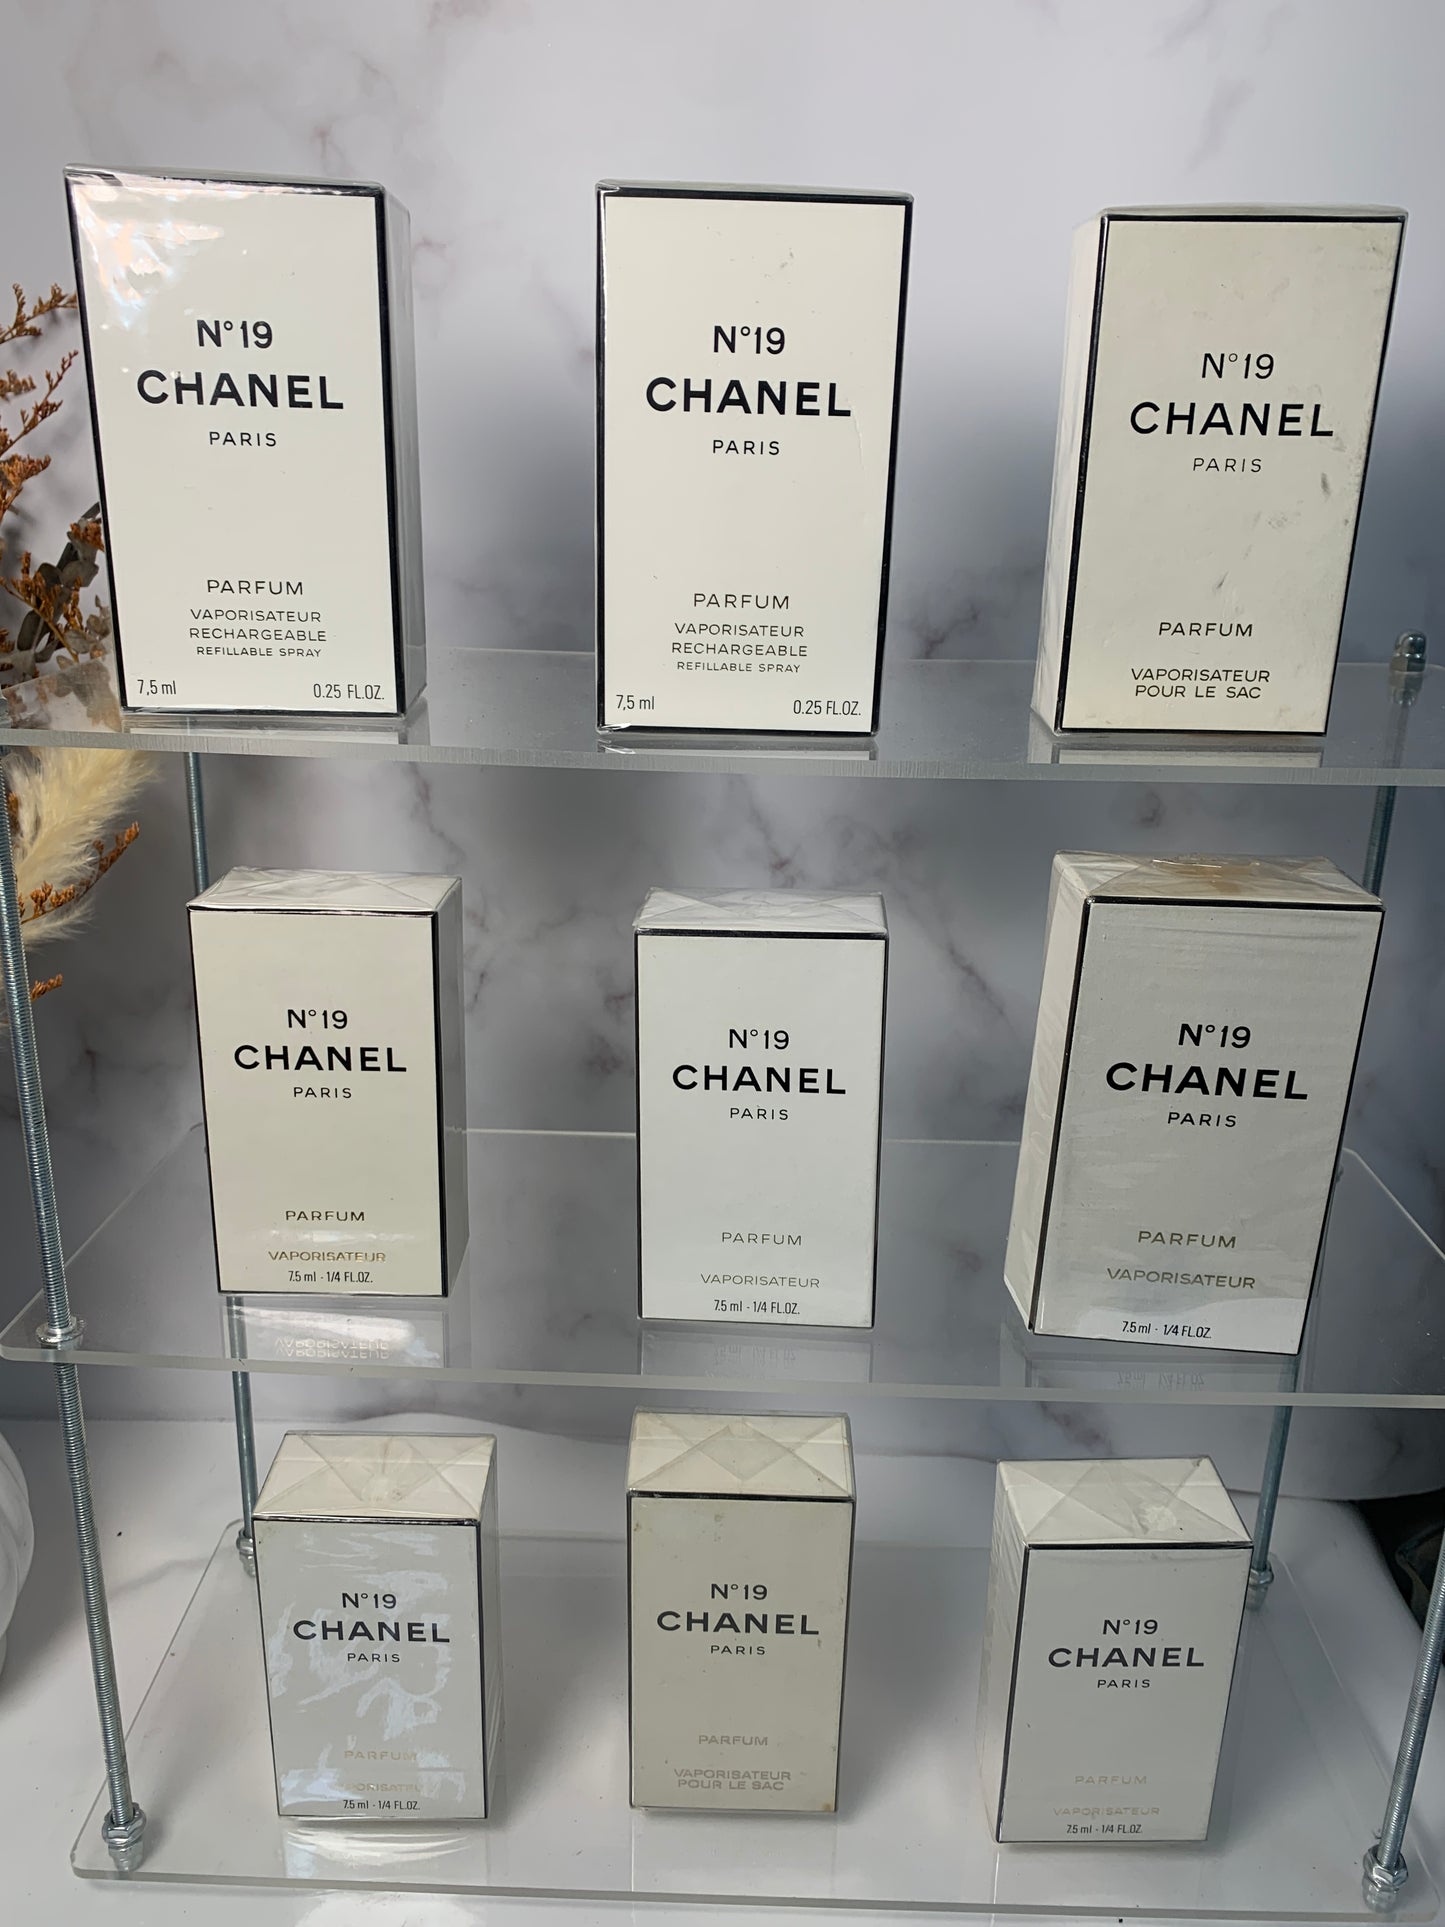 N°19
CHANEL
PARIS
PARFUM
VAPORISATEUR
RECHARGEABLE
REFILLABLE SPRAY
7,5 ml 0.25 FL.OZ.
N°19
CHANEL
PARIS
PARFUM
VAPORISATEUR
RECHARGEABLE
REFILLABLE SPRAY
7,5 ml 0.25 FL.OZ.
N°19
CHANEL
PARIS
PARFUM
VAPORISATEUR
POUR LE SAC
N°19
CHANEL
PARIS
PARFUM
VAPORISATEUR
7.5 ml - 1/4 FL.OZ.
N°19
CHANEL
PARIS
PARFUM
VAPORISATEUR
7.5 ml - 1/4 FL.OZ.
N°19
CHANEL
PARIS
PARFUM
VAPORISATEUR
7.5 ml - 1/4 FL.OZ.
N°19
CHANEL
PARIS
PARFUM
VAPORISATEUR
7.5 ml - 1/4 FL.OZ.
N°19
CHANEL
PARIS
PARFUM
VAPORISATEUR
POUR LE SAC
N°19
CHANEL
PARIS
PARFUM
VAPORISATEUR
7.5 ml - 1/4 FL.OZ.